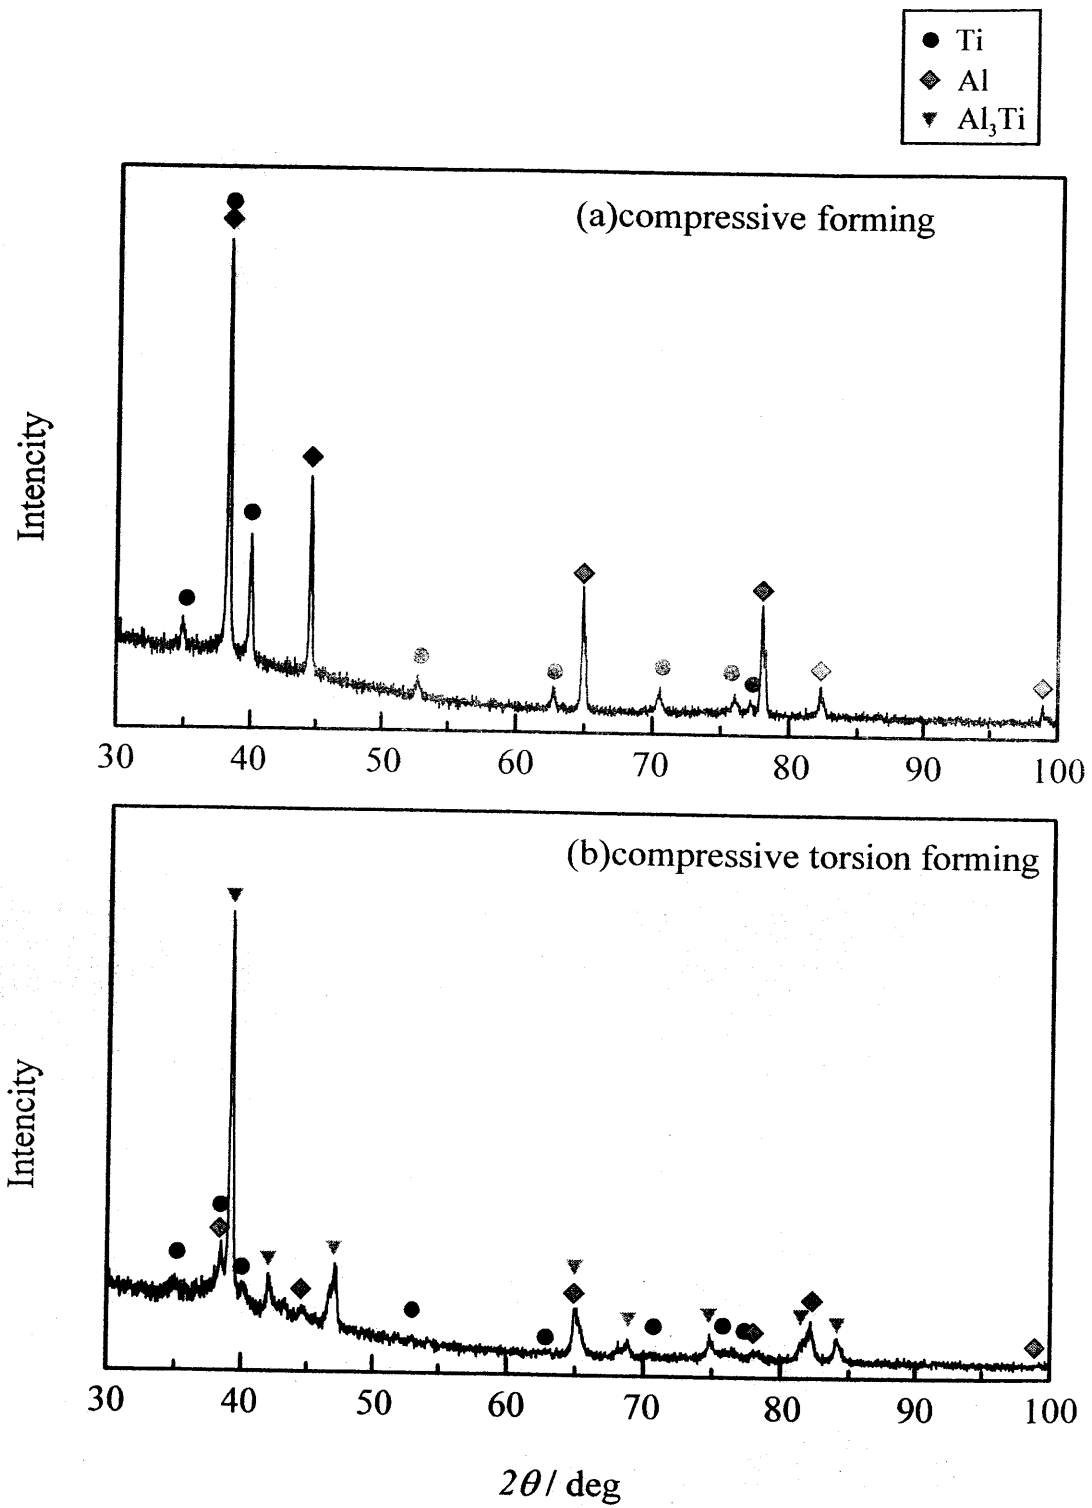 Ti
Al
Al₃Ti
(a)compressive forming
Intencity
30 40 50 60 70 80 90 100
(b)compressive torsion forming
Intencity
30 40 50 60 70 80 90 100
2θ / deg